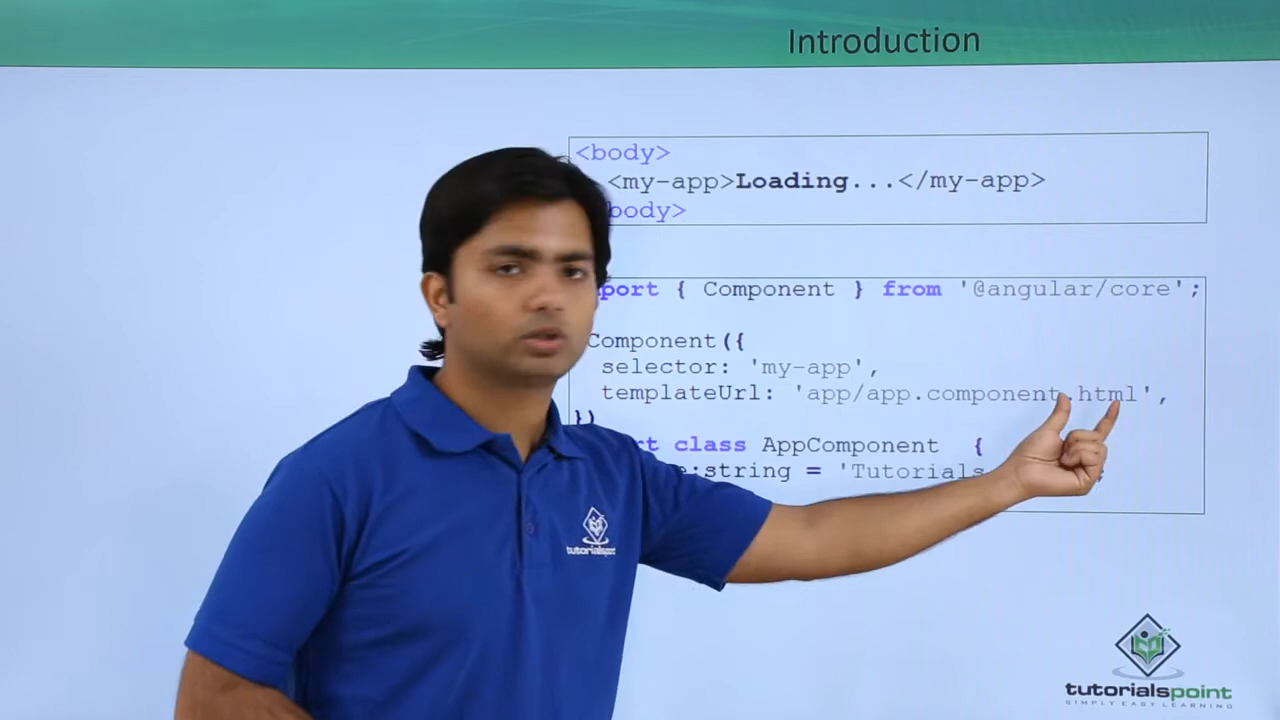 Introduction
<body>
<my-app>Loading...</my-app>
body>
port { Component } from '@angular/core';
Component({
selector: 'my-app',
templateUrl: 'app/app.component.html',
})
rt class AppComponent {
e:string = 'Tutorials
tutorialspoint
tutorialspoint
SIMPLY EASY LEARNING